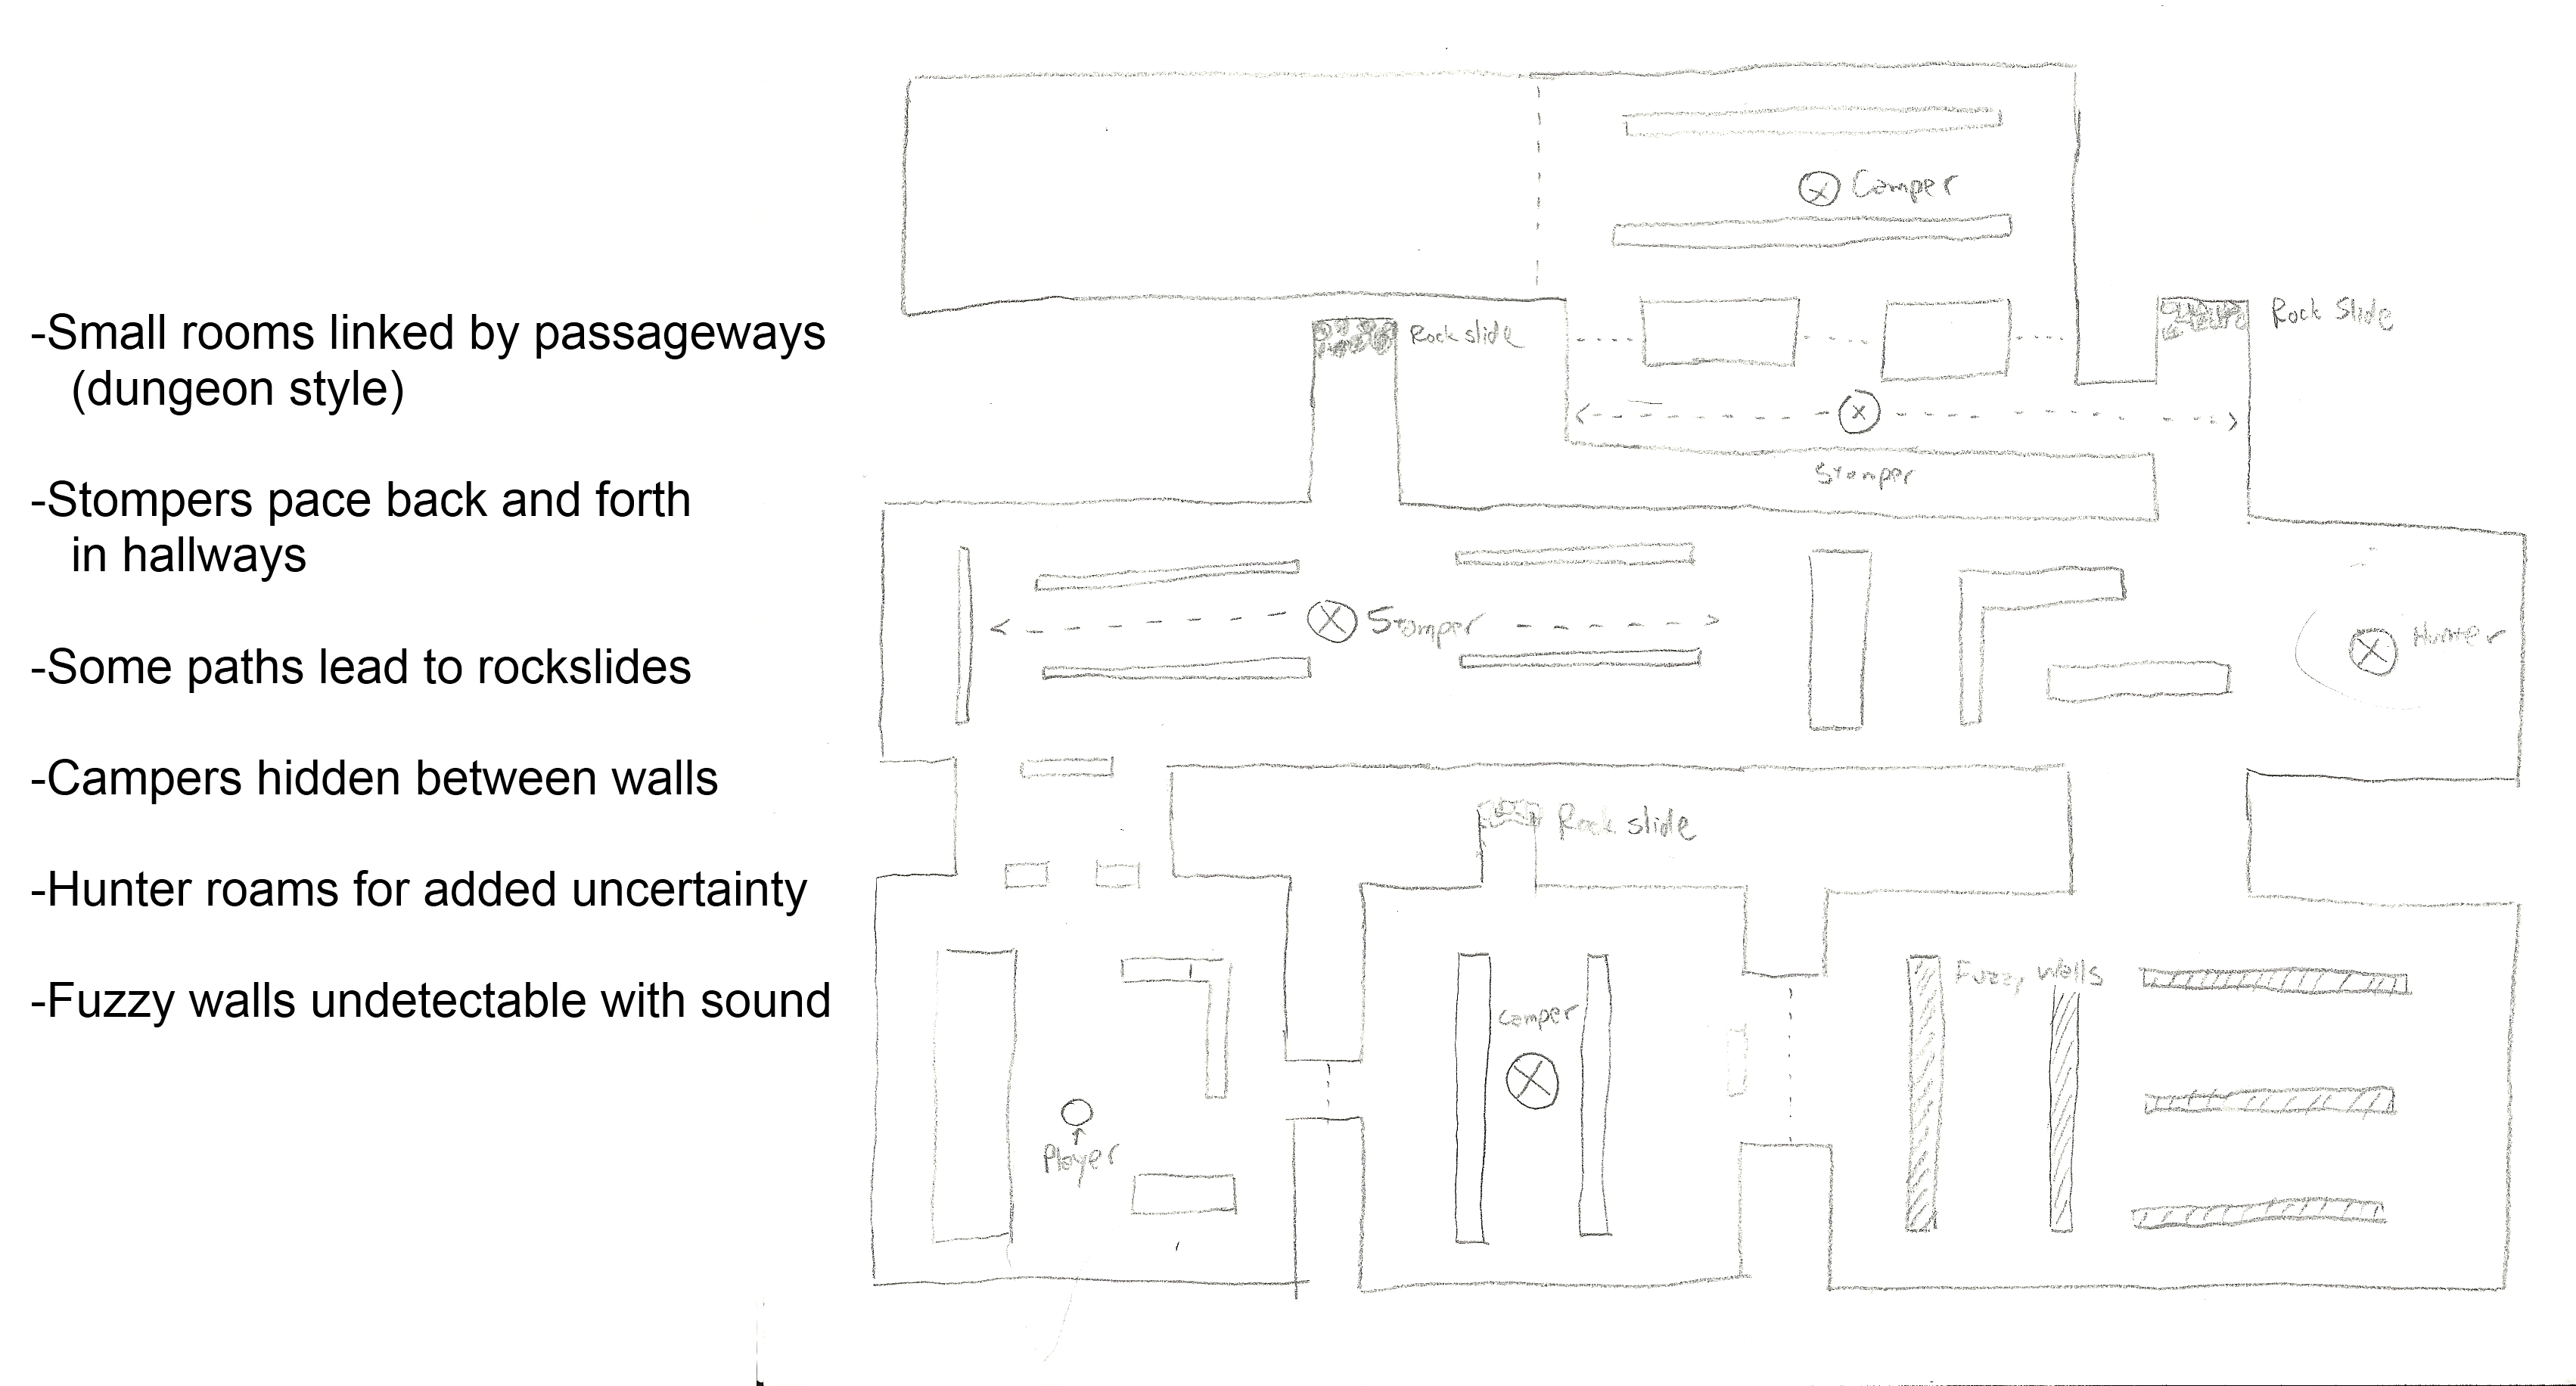 -Small rooms linked by passageways
(dungeon style)
-Stompers pace back and forth
in hallways
-Some paths lead to rockslides
-Campers hidden between walls
-Hunter roams for added uncertainty
-Fuzzy walls undetectable with sound
Camper
Rock slide
Rock Slide
Stomper
Stomper
Hunter
Rock slide
Fuzzy Walls
Camper
Player